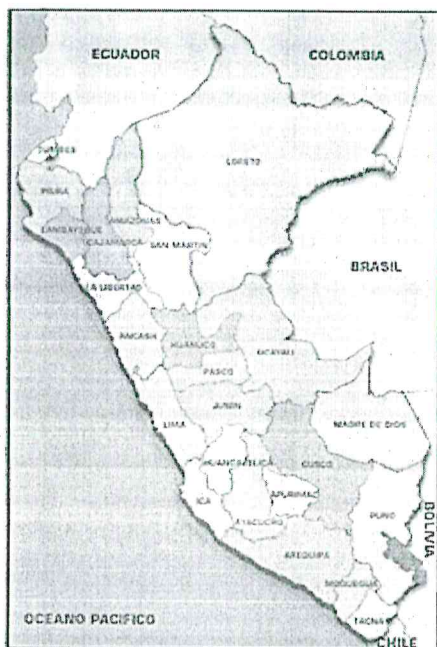 ECUADOR
COLOMBIA
TUMBES
LORETO
PIURA
AMAZONAS
LAMBAYEQUE
CAJAMARCA
SAN MARTIN
BRASIL
LA LIBERTAD
ANCASH
HUANUCO
UCAYALI
PASCO
JUNIN
LIMA
MADRE DE DIOS
HUANCAVELICA
CUSCO
ICA
APURIMAC
AYACUCHO
PUNO
BOLIVIA
AREQUIPA
MOQUEGUA
OCEANO PACIFICO
TACNA
CHILE